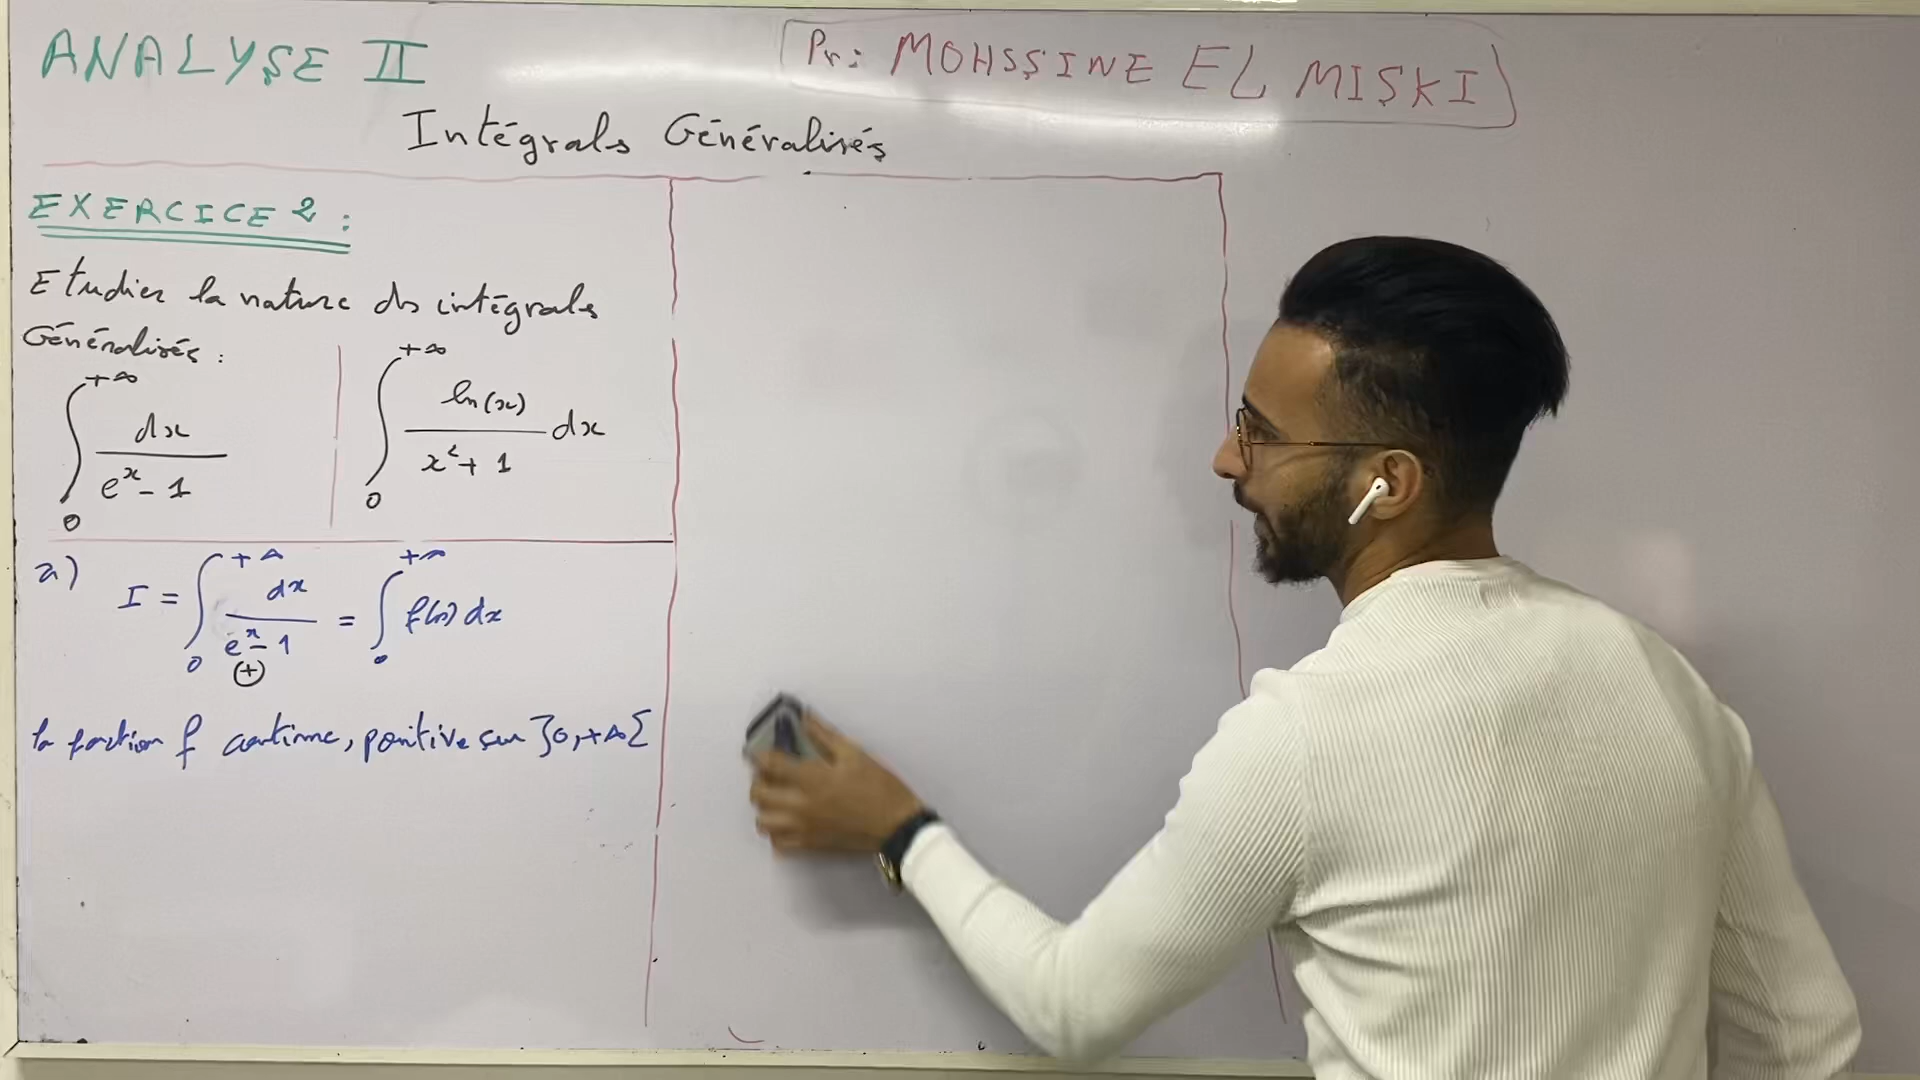 ANALYSE II
Pr: MOHSSINE EL MISKI
Intégrals Généralisés
EXERCICE 2 :
Etudier la nature ds intégrals
Généralisés :
∫₀^{+∞} dx / (e^x - 1)
∫₀^{+∞} ln(x) / (x² + 1) dx
a) I = ∫₀^{+∞} dx / (e^x - 1) = ∫₀^{+∞} f(x) dx
(+)
la fonction f continue, positive sur ]0, +∞[